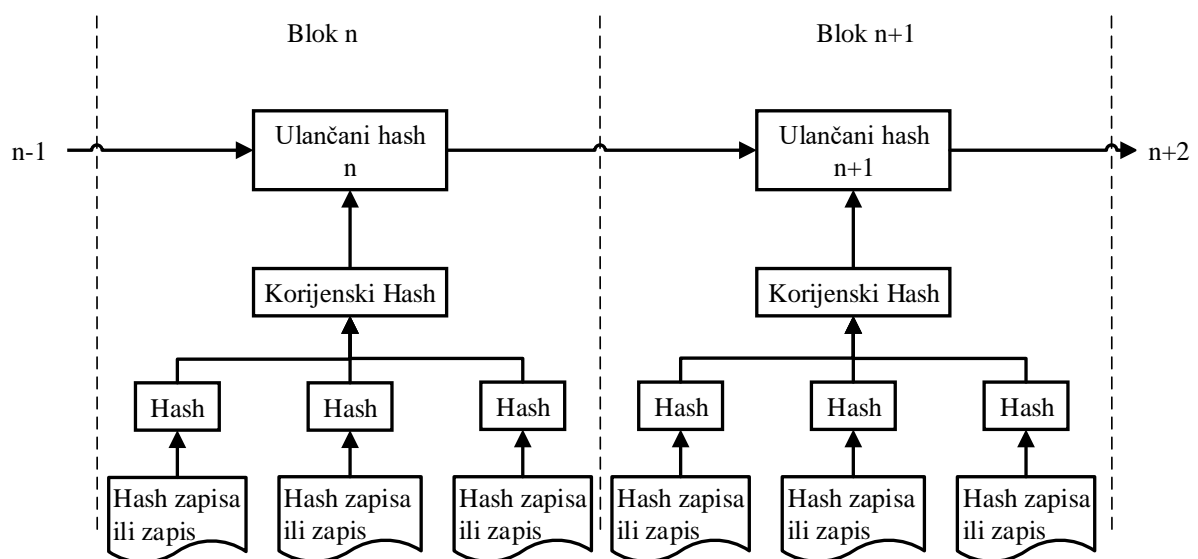 Blok n
Blok n+1
n-1
Ulančani hash
n
Ulančani hash
n+1
n+2
Korijenski Hash
Korijenski Hash
Hash
Hash
Hash
Hash
Hash
Hash
Hash zapisa
ili zapis
Hash zapisa
ili zapis
Hash zapisa
ili zapis
Hash zapisa
ili zapis
Hash zapisa
ili zapis
Hash zapisa
ili zapis